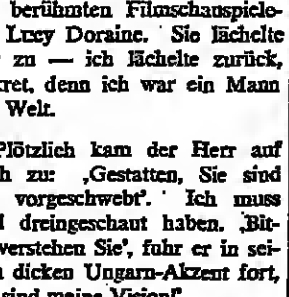 berühmten Filmschauspiele-
Lucy Doraine. Sie lächelte
zu — ich lächelte zurück,
ret, denn ich war ein Mann
Welt.
Plötzlich kam der Herr auf
ch zu: ‚Gestatten, Sie sind
vorgeschwebt‘. Ich muss
l dreingeschaut haben. ‚Bit-
verstehen Sie‘, fuhr er in sei-
n dicken Ungarn-Akzent fort,
sind meine Vision!‘